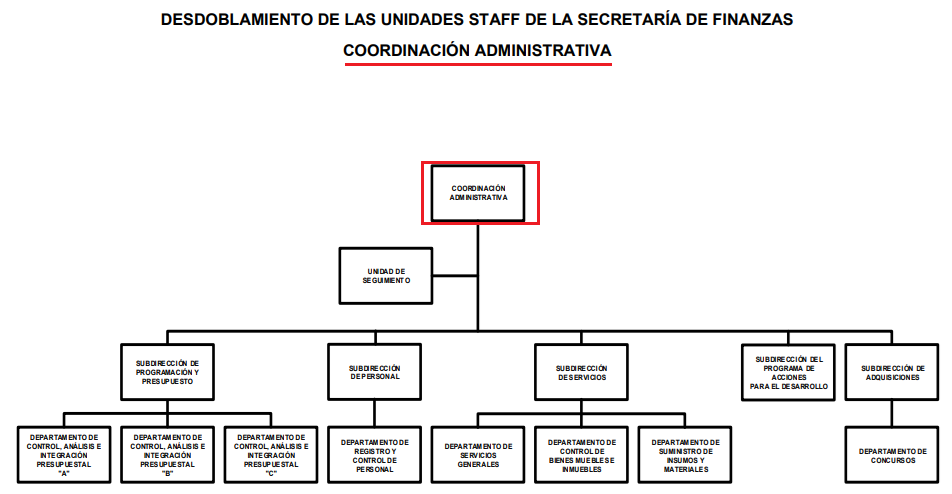 DESDOBLAMIENTO DE LAS UNIDADES STAFF DE LA SECRETARÍA DE FINANZAS
COORDINACIÓN ADMINISTRATIVA
COORDINACIÓN
ADMINISTRATIVA
UNIDAD DE
SEGUIMIENTO
SUBDIRECCIÓN DE
PROGRAMACIÓN Y
PRESUPUESTO
SUBDIRECCIÓN
DE PERSONAL
SUBDIRECCIÓN
DE SERVICIOS
SUBDIRECCIÓN DEL
PROGRAMA DE
ACCIONES
PARA EL DESARROLLO
SUBDIRECCIÓN DE
ADQUISICIONES
DEPARTAMENTO DE
CONTROL, ANÁLISIS E
INTEGRACIÓN
PRESUPUESTAL
"A"
DEPARTAMENTO DE
CONTROL, ANÁLISIS E
INTEGRACIÓN
PRESUPUESTAL
"B"
DEPARTAMENTO DE
CONTROL, ANÁLISIS E
INTEGRACIÓN
PRESUPUESTAL
"C"
DEPARTAMENTO DE
REGISTRO Y
CONTROL DE
PERSONAL
DEPARTAMENTO DE
SERVICIOS
GENERALES
DEPARTAMENTO DE
CONTROL DE
BIENES MUEBLES E
INMUEBLES
DEPARTAMENTO DE
SUMINISTRO DE
INSUMOS Y
MATERIALES
DEPARTAMENTO DE
CONCURSOS